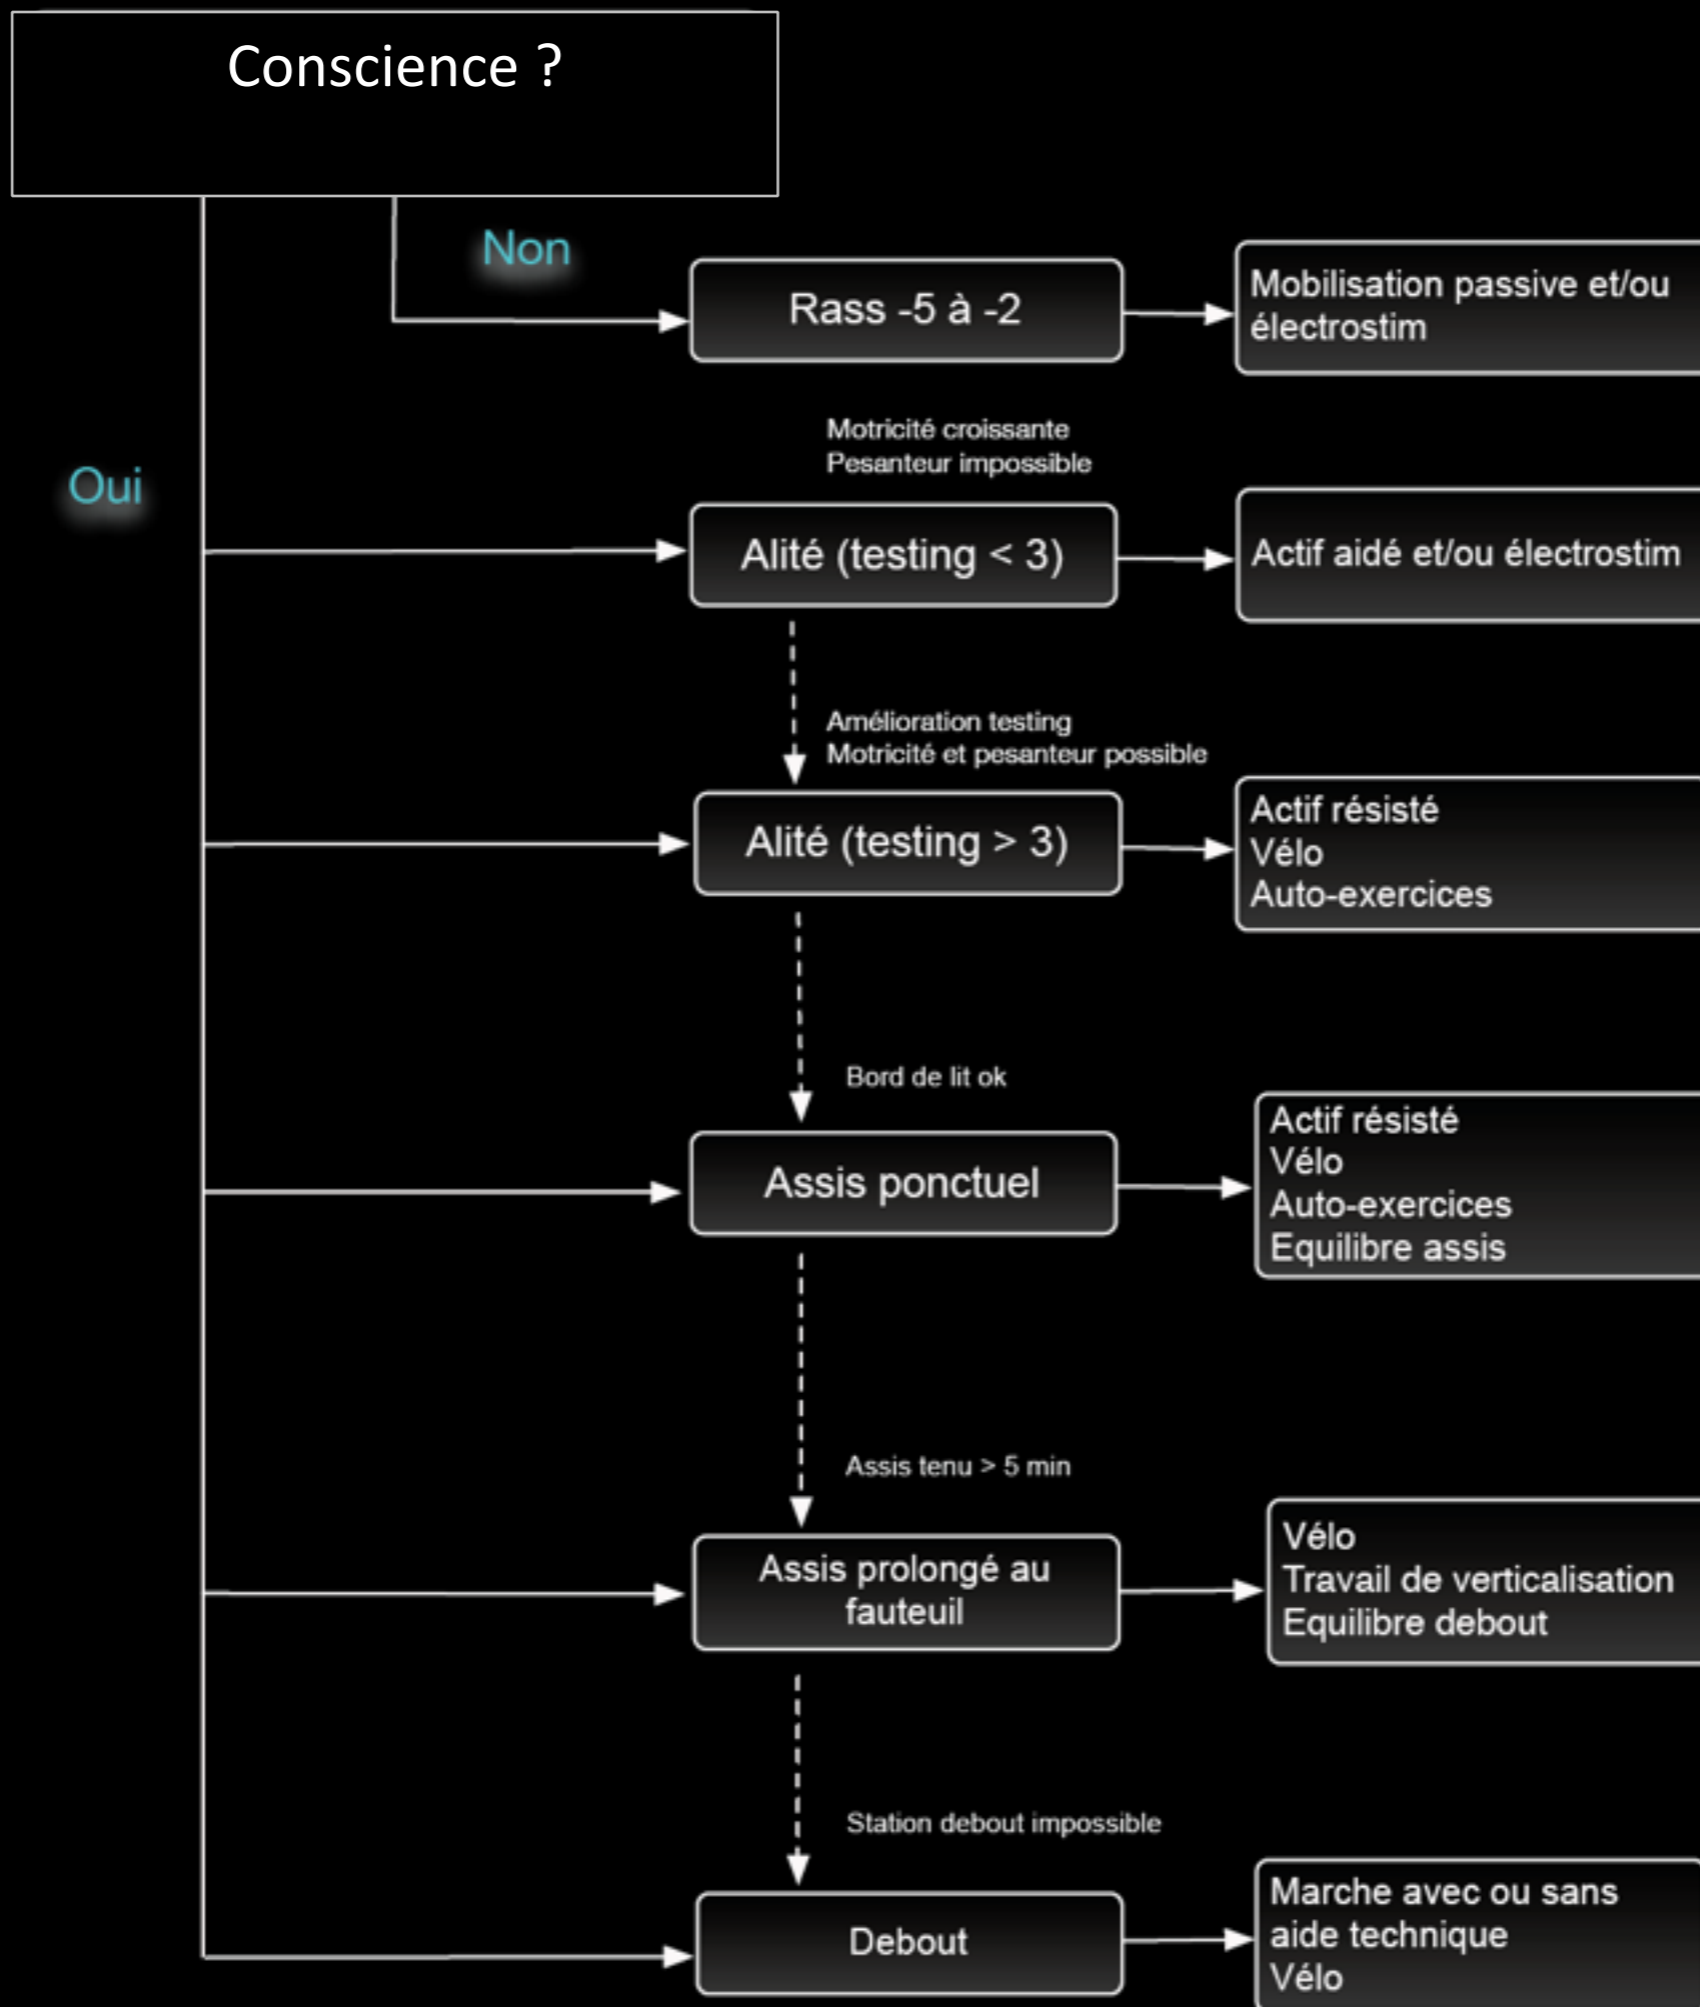 Conscience ?
Non
Rass -5 à -2
Mobilisation passive et/ou
électrostim
Oui
Motricité croissante
Pesanteur impossible
Alité (testing < 3)
Actif aidé et/ou électrostim
Amélioration testing
Motricité et pesanteur possible
Alité (testing > 3)
Actif résisté
Vélo
Auto-exercices
Bord de lit ok
Assis ponctuel
Actif résisté
Vélo
Auto-exercices
Equilibre assis
Assis tenu > 5 min
Assis prolongé au
fauteuil
Vélo
Travail de verticalisation
Equilibre debout
Station debout impossible
Debout
Marche avec ou sans
aide technique
Vélo